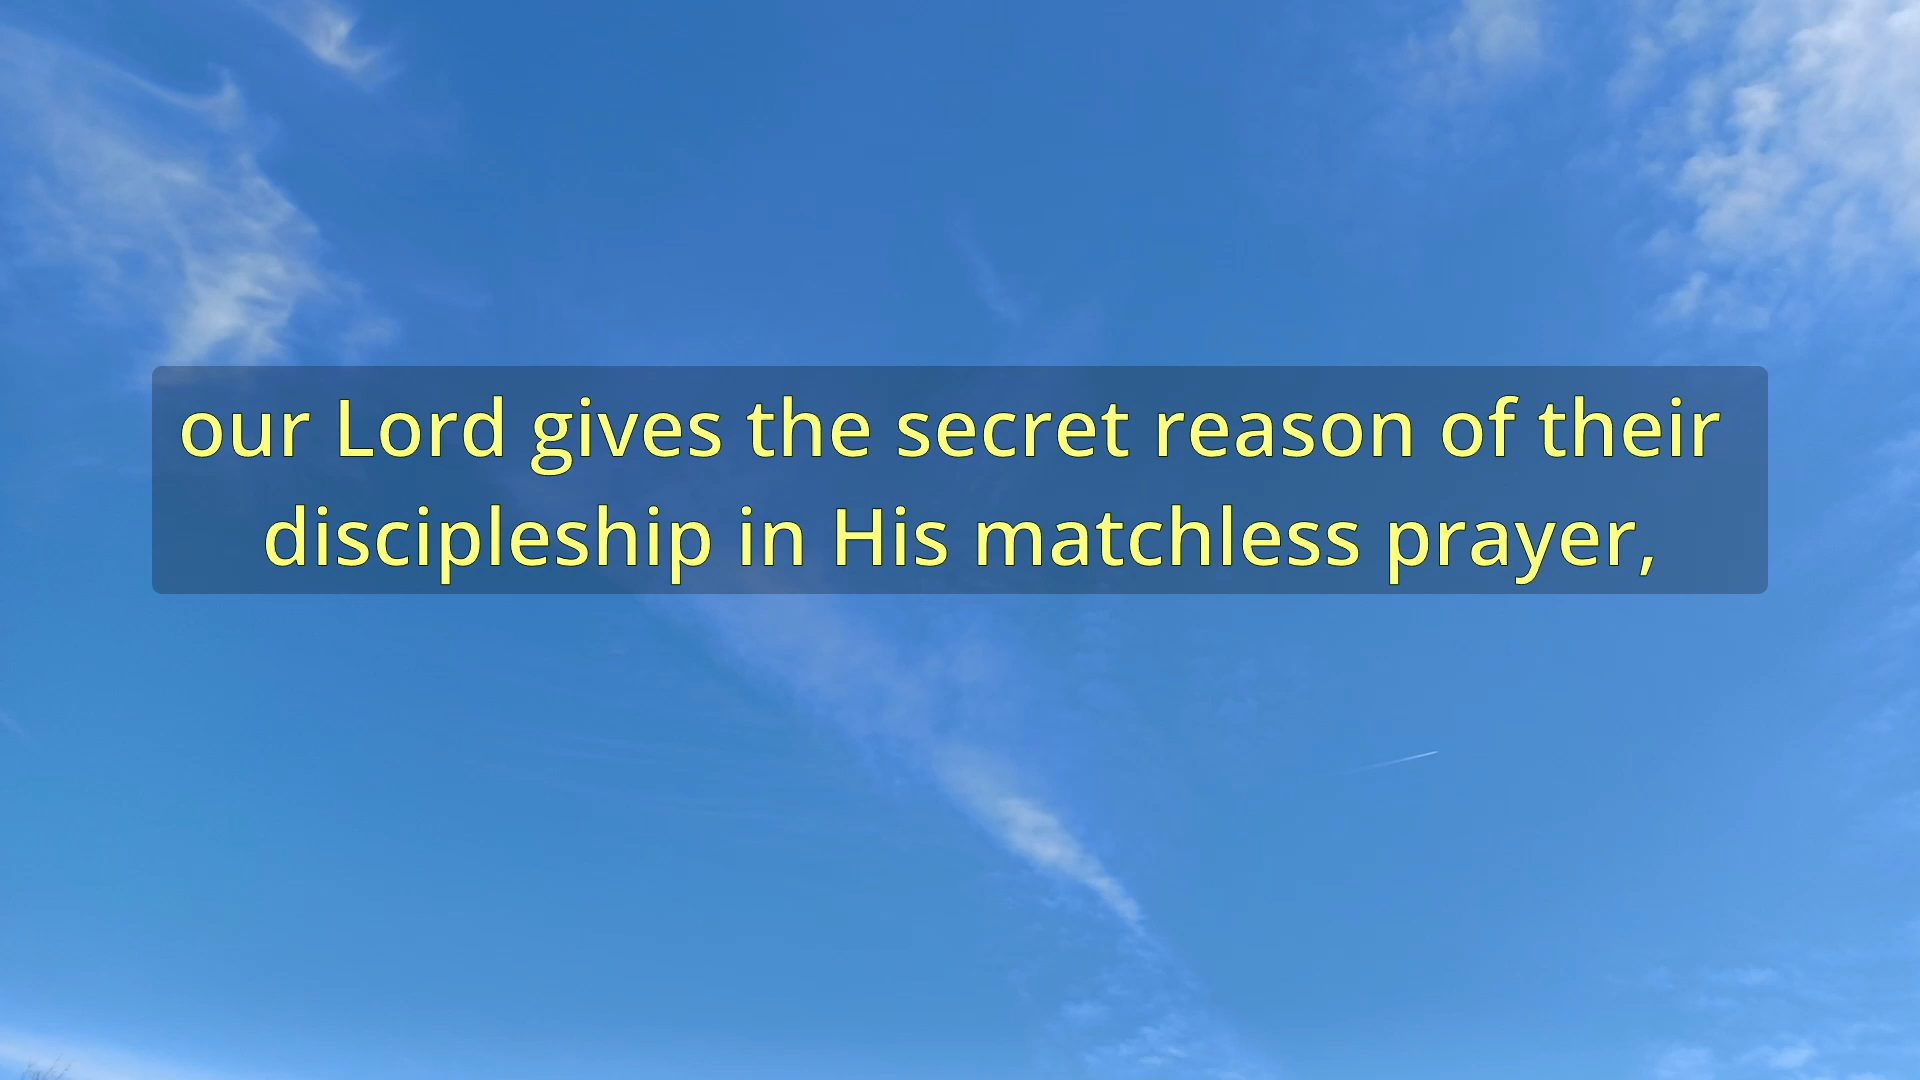 our Lord gives the secret reason of their
discipleship in His matchless prayer,